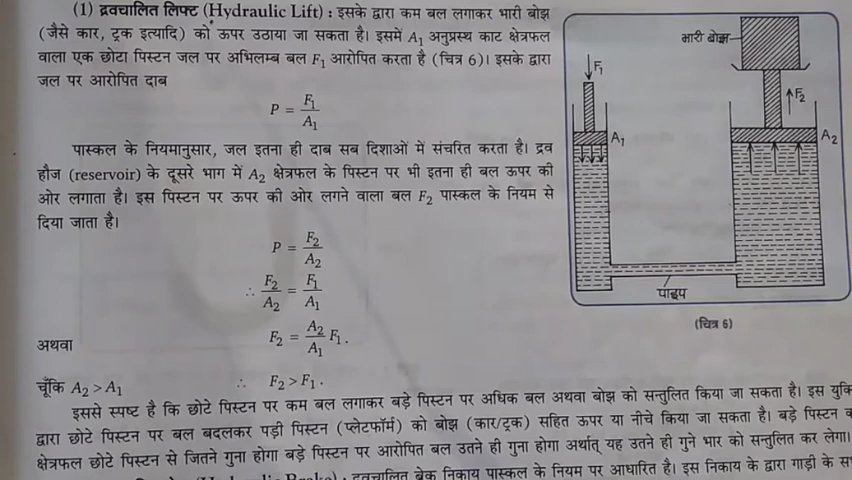 (1) द्रवचालित लिफ्ट (Hydraulic Lift) : इसके द्वारा कम बल लगाकर भारी बोझ
(जैसे कार, ट्रक इत्यादि) को ऊपर उठाया जा सकता है। इसमें A₁ अनुप्रस्थ काट क्षेत्रफल
वाला एक छोटा पिस्टन जल पर अभिलम्ब बल F₁ आरोपित करता है (चित्र 6)। इसके द्वारा
जल पर आरोपित दाब
P = F₁/A₁
पास्कल के नियमानुसार, जल इतना ही दाब सब दिशाओं में संचरित करता है। द्रव
हौज (reservoir) के दूसरे भाग में A₂ क्षेत्रफल के पिस्टन पर भी इतना ही बल ऊपर की
ओर लगाता है। इस पिस्टन पर ऊपर की ओर लगने वाला बल F₂ पास्कल के नियम से
दिया जाता है।
P = F₂/A₂
∴ F₂/A₂ = F₁/A₁
अथवा F₂ = A₂/A₁ F₁.
चूँकि A₂ > A₁ ∴ F₂ > F₁.
भारी बोझ
F₁
F₂
A₁
A₂
पाइप
(चित्र 6)
इससे स्पष्ट है कि छोटे पिस्टन पर कम बल लगाकर बड़े पिस्टन पर अधिक बल अथवा बोझ को सन्तुलित किया जा सकता है। इस
द्वारा छोटे पिस्टन पर बल बदलकर पड़ी पिस्टन (प्लेटफॉर्म) को बोझ (कार/ट्रक) सहित ऊपर या नीचे किया जा सकता है। बड़े पिस्टन
क्षेत्रफल छोटे पिस्टन से जितने गुना होगा बड़े पिस्टन पर आरोपित बल उतने ही गुना होगा अर्थात् यह उतने ही गुने भार को सन्तुलित कर लेगा।
(Hydraulic Brake) : द्रवचालित ब्रेक निकाय पास्कल के नियम पर आधारित है। इस निकाय के द्वारा गाड़ी के